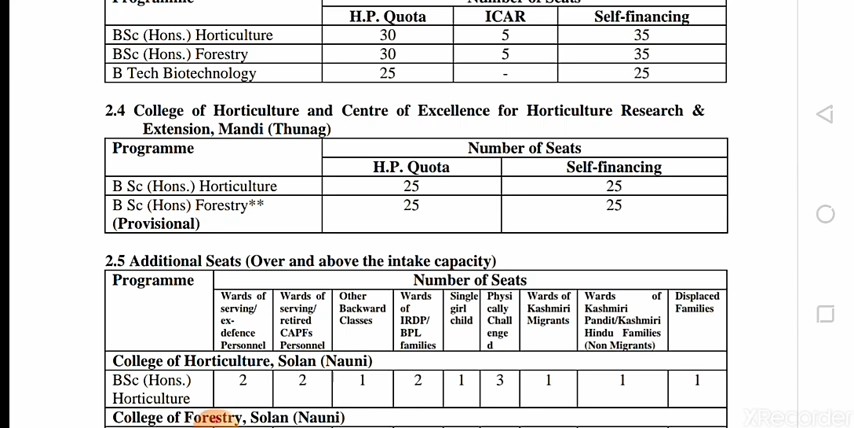 Programme Number of Seats
H.P. Quota ICAR Self-financing
BSc (Hons.) Horticulture 30 5 35
BSc (Hons.) Forestry 30 5 35
B Tech Biotechnology 25 - 25
2.4 College of Horticulture and Centre of Excellence for Horticulture Research &
Extension, Mandi (Thunag)
Programme Number of Seats
H.P. Quota Self-financing
B Sc (Hons.) Horticulture 25 25
B Sc (Hons) Forestry** 25 25
(Provisional)
2.5 Additional Seats (Over and above the intake capacity)
Programme Number of Seats
Wards of Wards of Other Wards Single Physi Wards of Wards of Displaced
serving/ serving/ Backward of girl cally Kashmiri Kashmiri Families
ex- retired Classes IRDP/ child Chall Migrants Pandit/Kashmiri
defence CAPFs BPL enge Hindu Families
Personnel Personnel families d (Non Migrants)
College of Horticulture, Solan (Nauni)
BSc (Hons.) 2 2 1 2 1 3 1 1 1
Horticulture
College of Forestry, Solan (Nauni)
XRecorder